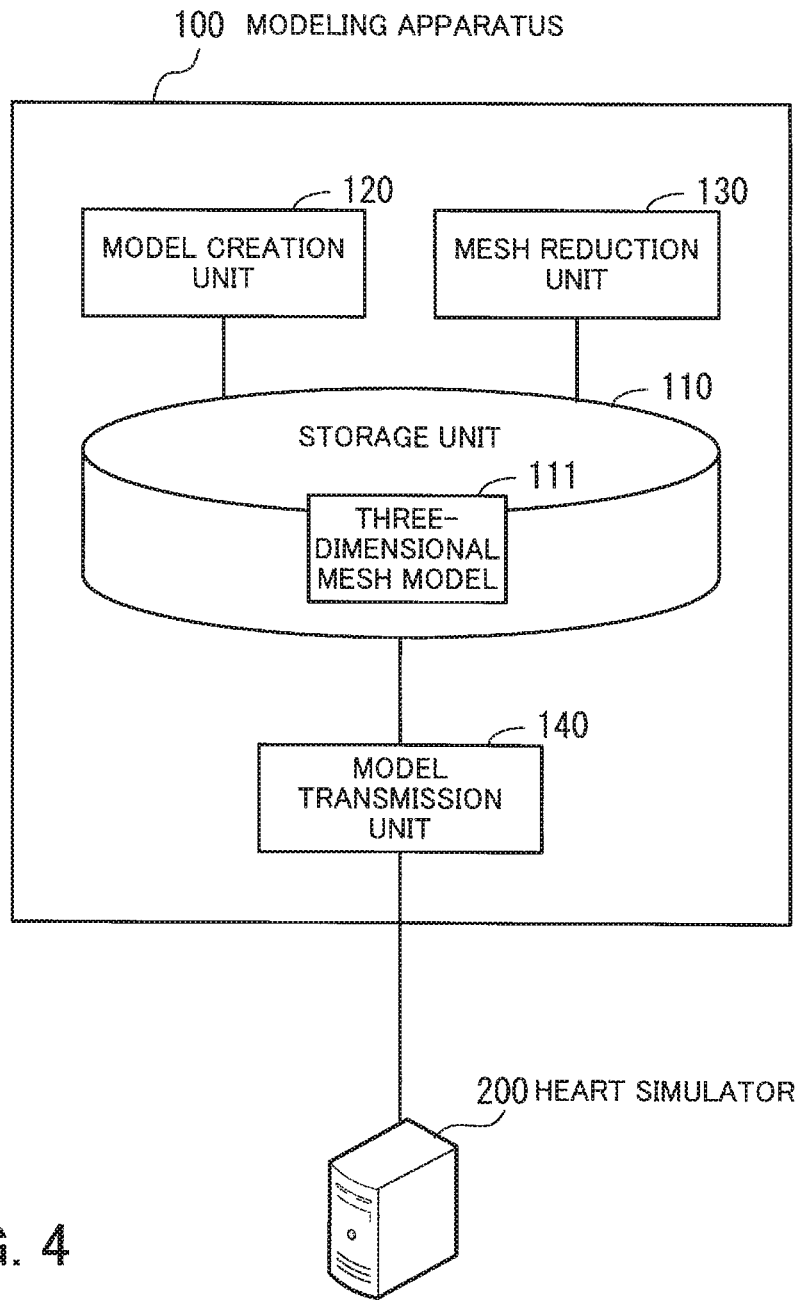 100 MODELING APPARATUS
120
130
MODEL CREATION
UNIT
MESH REDUCTION
UNIT
110
STORAGE UNIT
111
THREE-
DIMENSIONAL
MESH MODEL
140
MODEL
TRANSMISSION
UNIT
200 HEART SIMULATOR
4